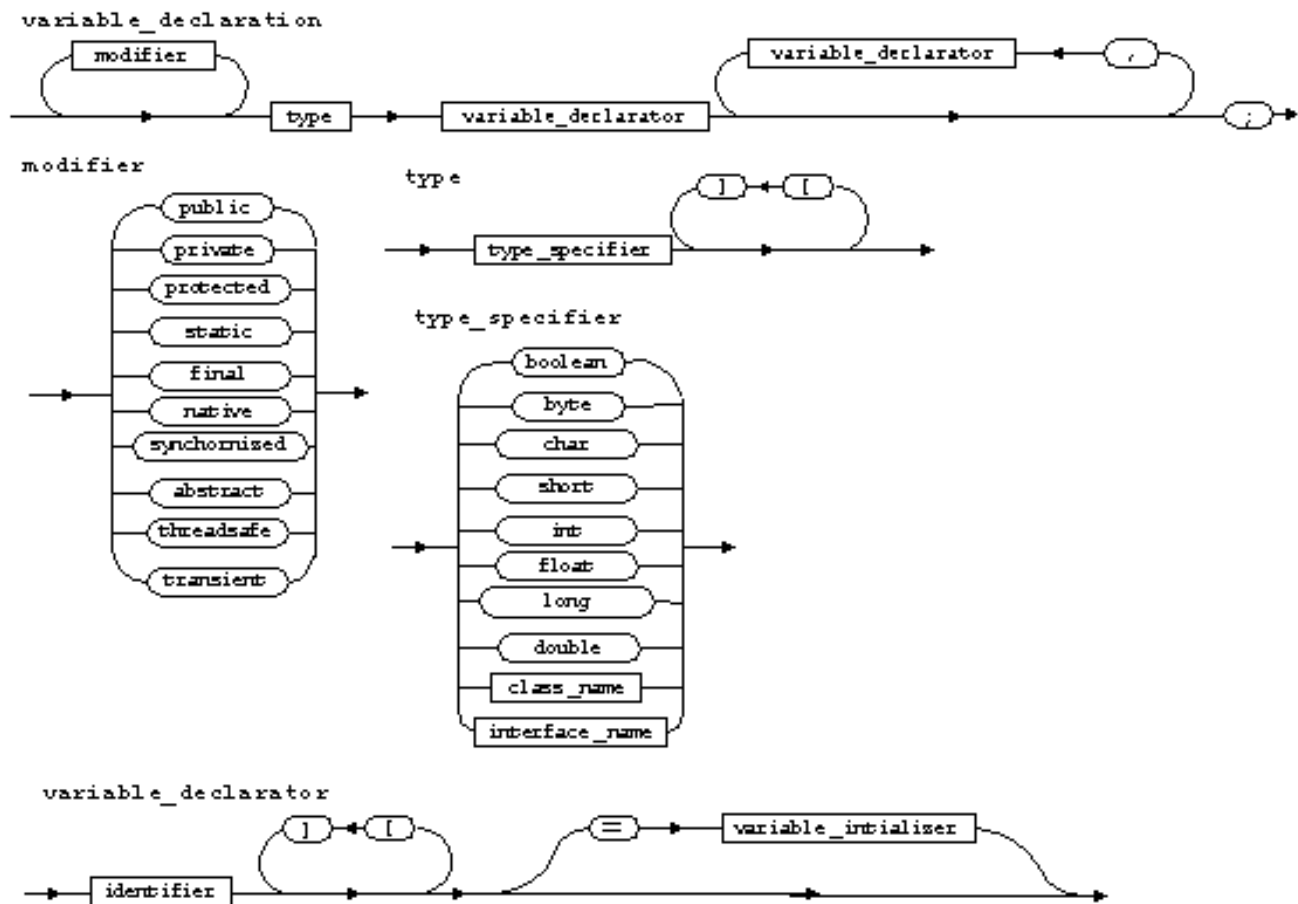 variable_declaration
modifier
variable_declarator
,
type
variable_declarator
;
modifier
public
private
protected
static
final
native
synchornized
abstract
threadsafe
transient
type
] [
type_specifier
type_specifier
boolean
byte
char
short
int
float
long
double
class_name
interface_name
variable_declarator
] [
= variable_intializer
identifier